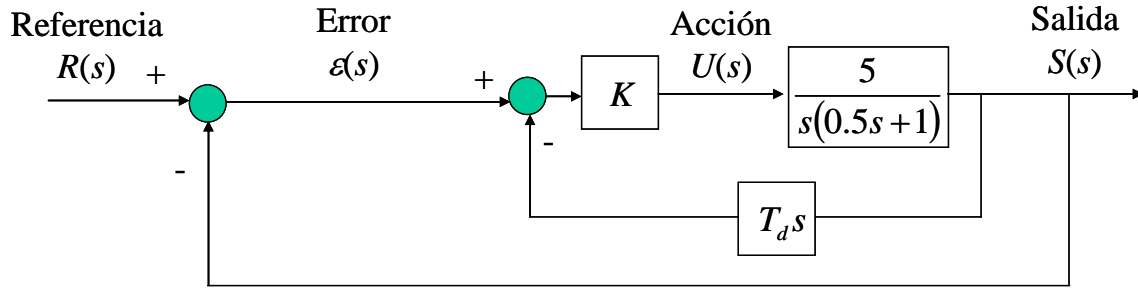 Referencia
R(s)
+
-
Error
ε(s)
+
-
K
Acción
U(s)
5
s(0.5s+1)
T_d s
Salida
S(s)